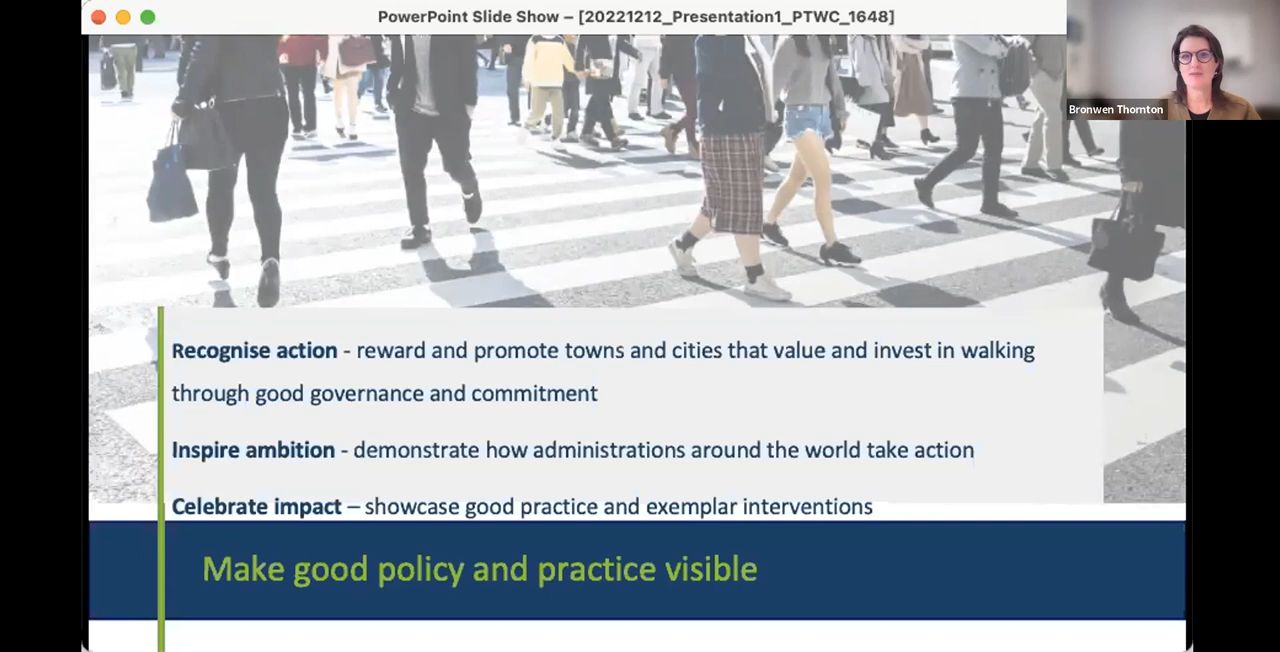 PowerPoint Slide Show – [20221212_Presentation1_PTWC_1648]
Bronwen Thornton
Recognise action - reward and promote towns and cities that value and invest in walking
through good governance and commitment
Inspire ambition - demonstrate how administrations around the world take action
Celebrate impact – showcase good practice and exemplar interventions
Make good policy and practice visible